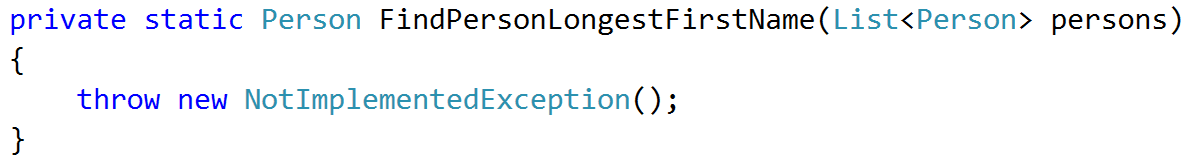 private static Person FindPersonLongestFirstName(List<Person> persons)
{
    throw new NotImplementedException();
}